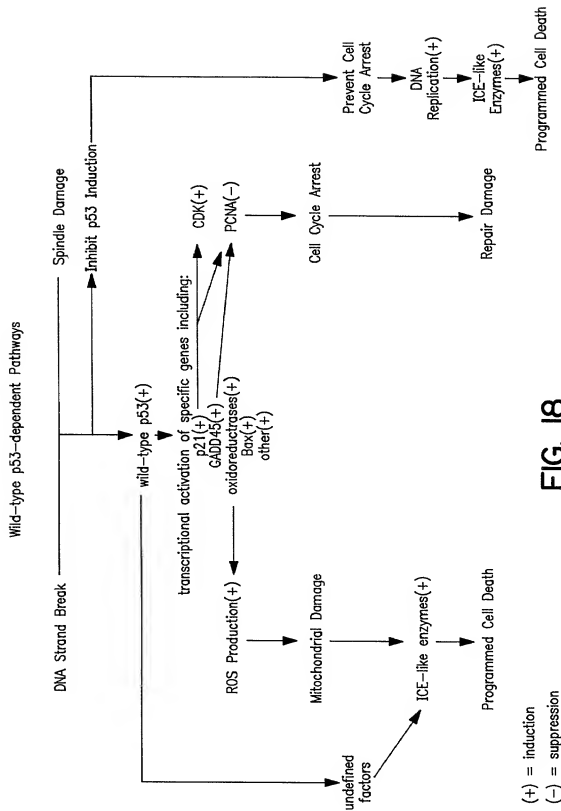 Wild-type p53-dependent Pathways
DNA Strand Break
Spindle Damage
Inhibit p53 Induction
wild-type p53(+)
transcriptional activation of specific genes including:
p21(+)
GADD45(+)
oxidoreductrases(+)
Bax(+)
other(+)
CDK(+)
PCNA(-)
ROS Production(+)
Mitochondrial Damage
undefined
factors
ICE-like enzymes(+)
Programmed Cell Death
Cell Cycle Arrest
Repair Damage
Prevent Cell
Cycle Arrest
DNA
Replication(+)
ICE-like
Enzymes(+)
Programmed Cell Death
(+) = induction
(-) = suppression
FIG. 18